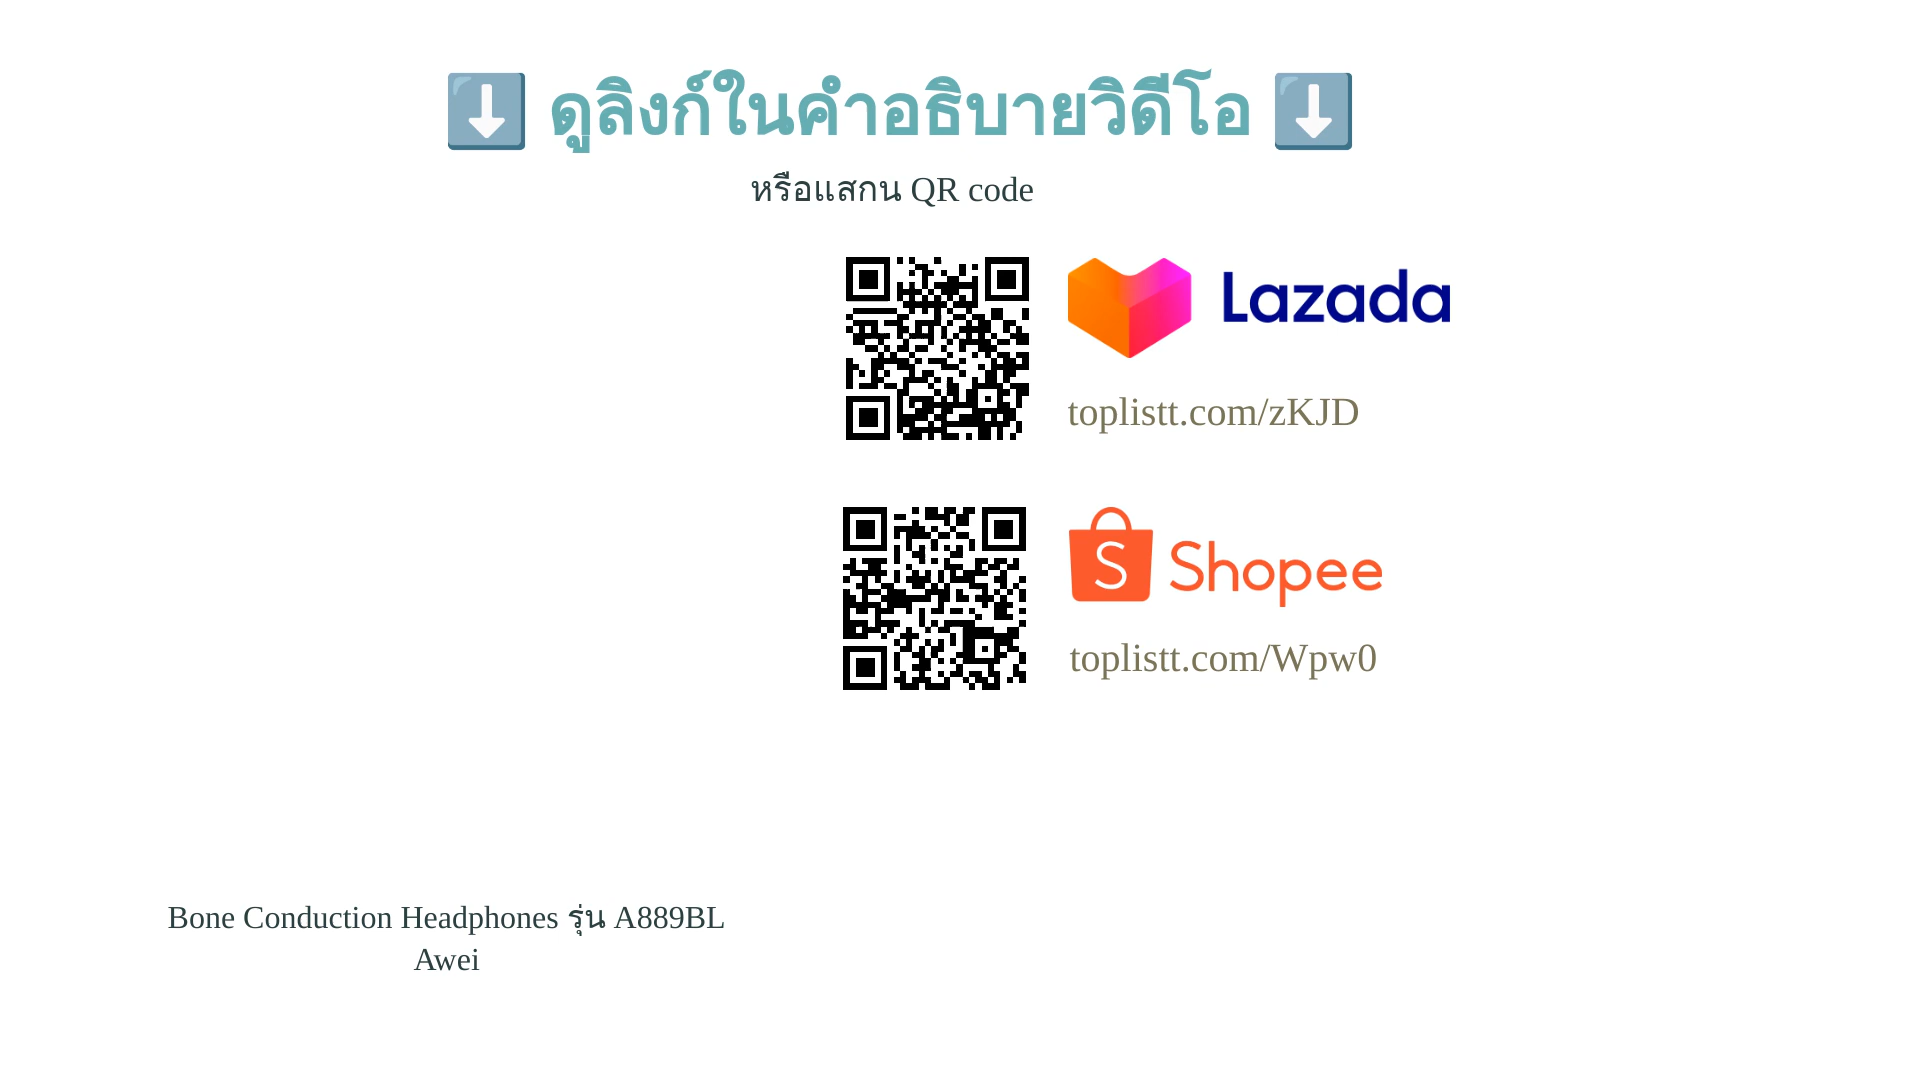 ⬇️ ดูลิงก์ในคำอธิบายวิดีโอ ⬇️
หรือแสกน QR code
Lazada
toplistt.com/zKJD
Shopee
toplistt.com/Wpw0
Bone Conduction Headphones รุ่น A889BL
Awei